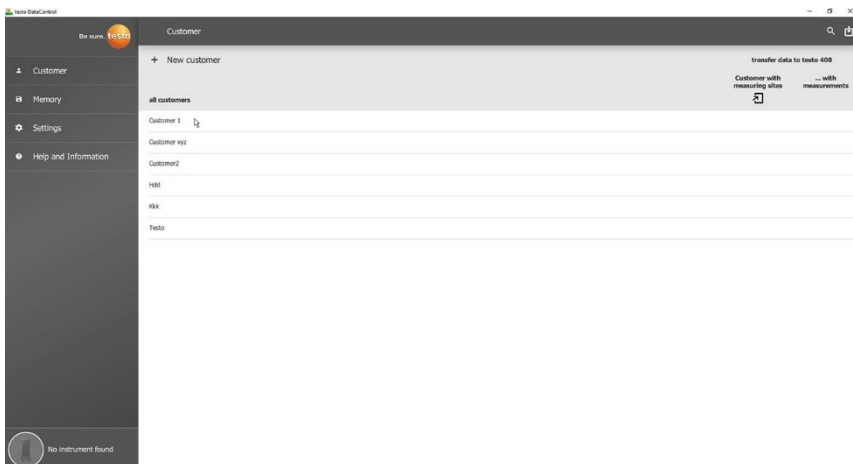 testo DataControl
Be sure. testo
Customer
Memory
Settings
Help and Information
No instrument found
Customer
+ New customer
transfer data to testo 400
Customer with
measuring sites
... with
measurements
all customers
Customer 1
Customer xyz
Customer2
Hdd
Kkk
Testo